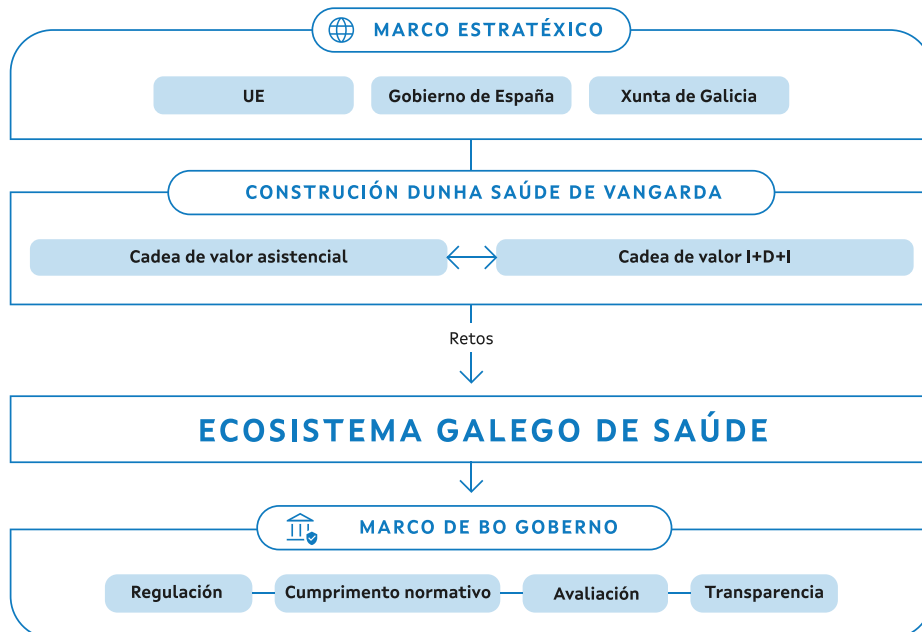 MARCO ESTRATÉXICO
UE
Gobierno de España
Xunta de Galicia
CONSTRUCIÓN DUNHA SAÚDE DE VANGARDA
Cadea de valor asistencial
Cadea de valor I+D+I
Retos
ECOSISTEMA GALEGO DE SAÚDE
MARCO DE BO GOBERNO
Regulación
Cumprimento normativo
Avaliación
Transparencia